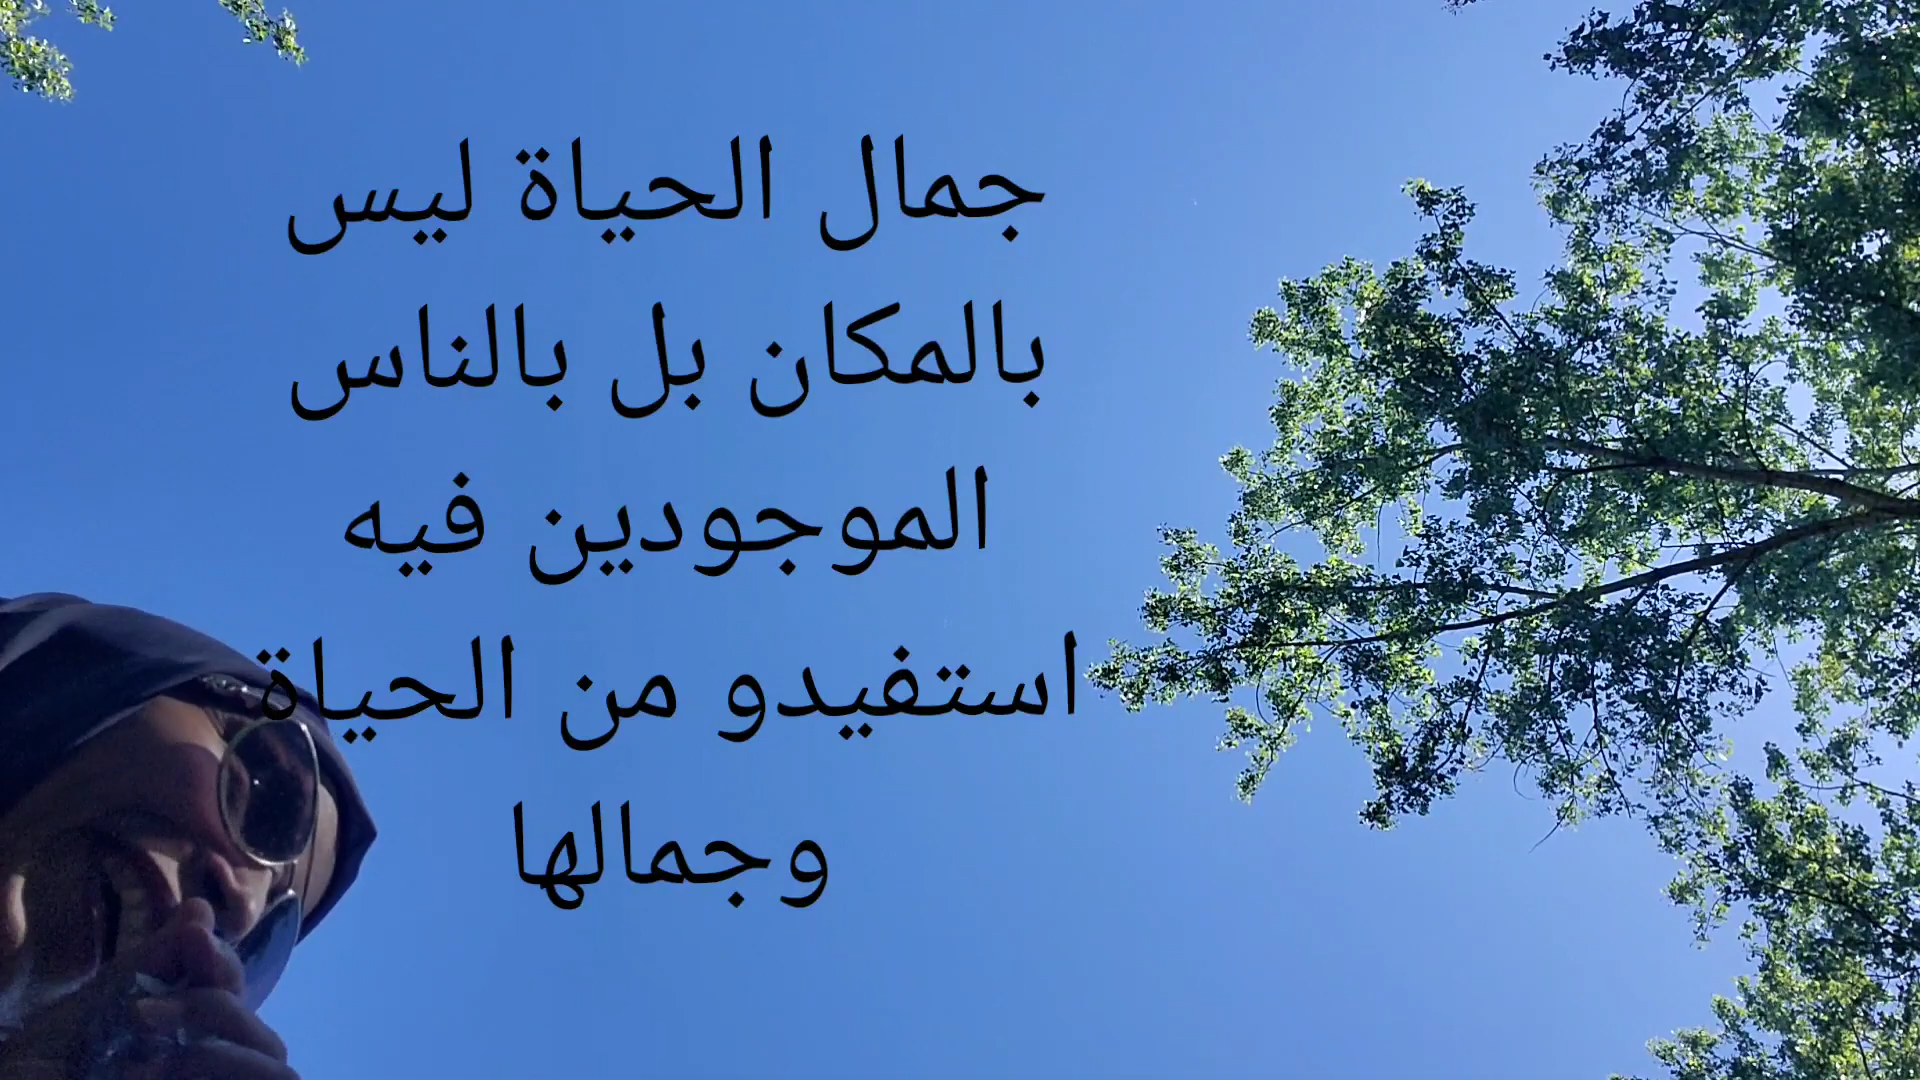 جمال الحياة ليس
بالمكان بل بالناس
الموجودين فيه
استفيدو من الحياة
وجمالها